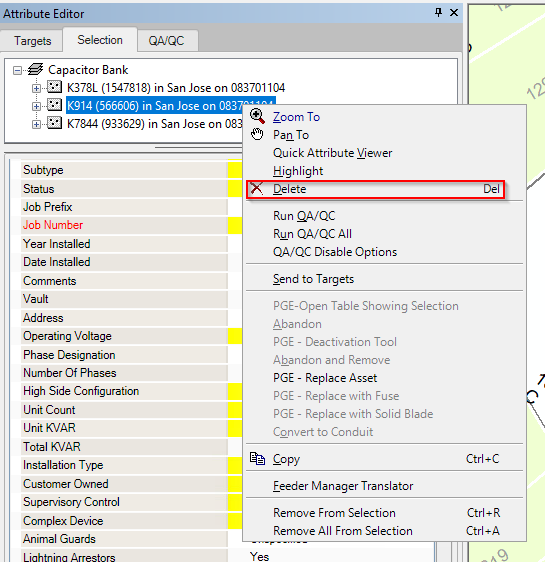 Attribute Editor
Targets Selection QA/QC
Capacitor Bank
K378L (1547818) in San Jose on 083701104
K914 (566606) in San Jose on 083701104
K7844 (933629) in San Jose on 083
Zoom To
Pan To
Quick Attribute Viewer
Highlight
Delete Del
Run QA/QC
Run QA/QC All
QA/QC Disable Options
Send to Targets
PGE-Open Table Showing Selection
Abandon
PGE - Deactivation Tool
Abandon and Remove
PGE - Replace Asset
PGE - Replace with Fuse
PGE - Replace with Solid Blade
Convert to Conduit
Copy Ctrl+C
Feeder Manager Translator
Remove From Selection Ctrl+R
Remove All From Selection Ctrl+A
Subtype
Status
Job Prefix
Job Number
Year Installed
Date Installed
Comments
Vault
Address
Operating Voltage
Phase Designation
Number Of Phases
High Side Configuration
Unit Count
Unit KVAR
Total KVAR
Installation Type
Customer Owned
Supervisory Control
Complex Device
Animal Guards Unspecified
Lightning Arrestors Yes